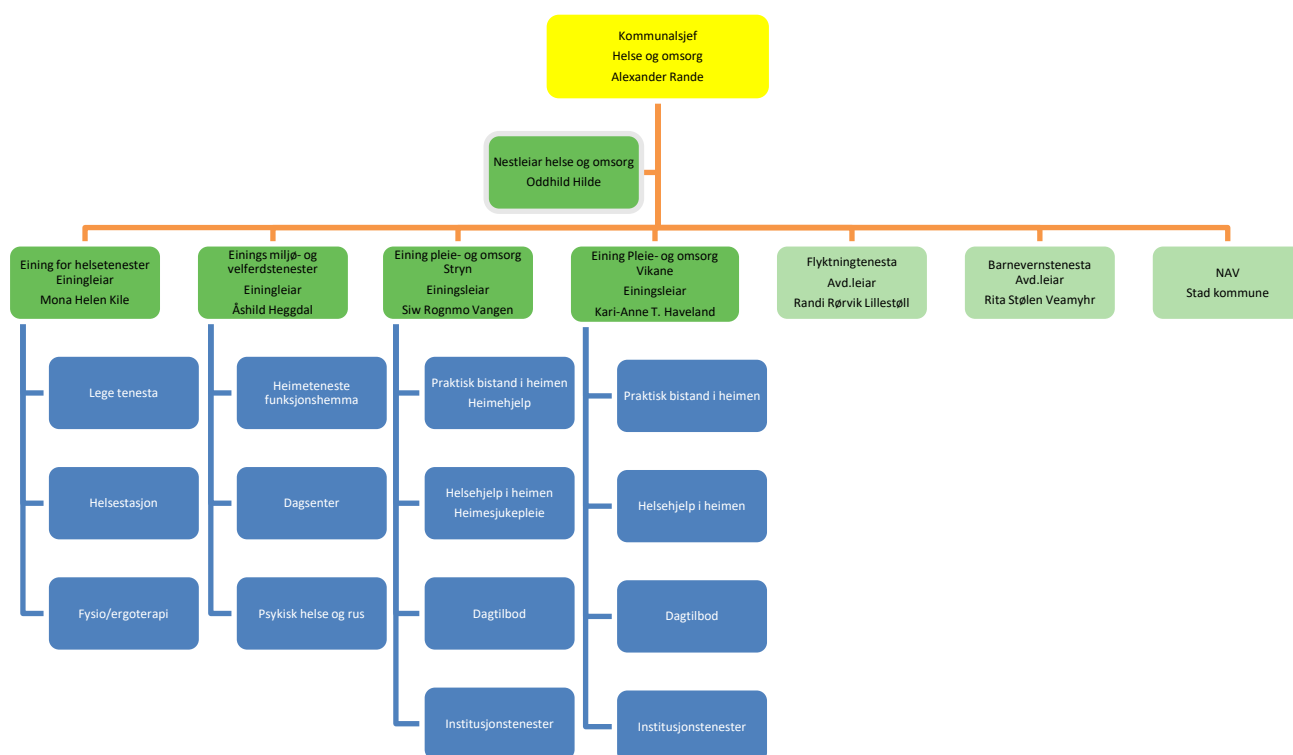 Kommunalsjef
Helse og omsorg
Alexander Rande
Nestleiar helse og omsorg
Oddhild Hilde
Eining for helsetenester
Einingleiar
Mona Helen Kile
Einings miljø- og
velferdstenester
Einingleiar
Åshild Heggdal
Eining pleie- og omsorg
Stryn
Einingsleiar
Siw Rognmo Vangen
Eining Pleie- og omsorg
Vikane
Einingsleiar
Kari-Anne T. Haveland
Flyktningtenesta
Avd.leiar
Randi Rørvik Lillestøll
Barnevernstenesta
Avd.leiar
Rita Stølen Veamyhr
NAV
Stad kommune
Lege tenesta
Helsestasjon
Fysio/ergoterapi
Heimeteneste
funksjonshemma
Dagsenter
Psykisk helse og rus
Praktisk bistand i heimen
Heimehjelp
Helsehjelp i heimen
Heimesjukepleie
Dagtilbod
Institusjonstenester
Praktisk bistand i heimen
Helsehjelp i heimen
Dagtilbod
Institusjonstenester